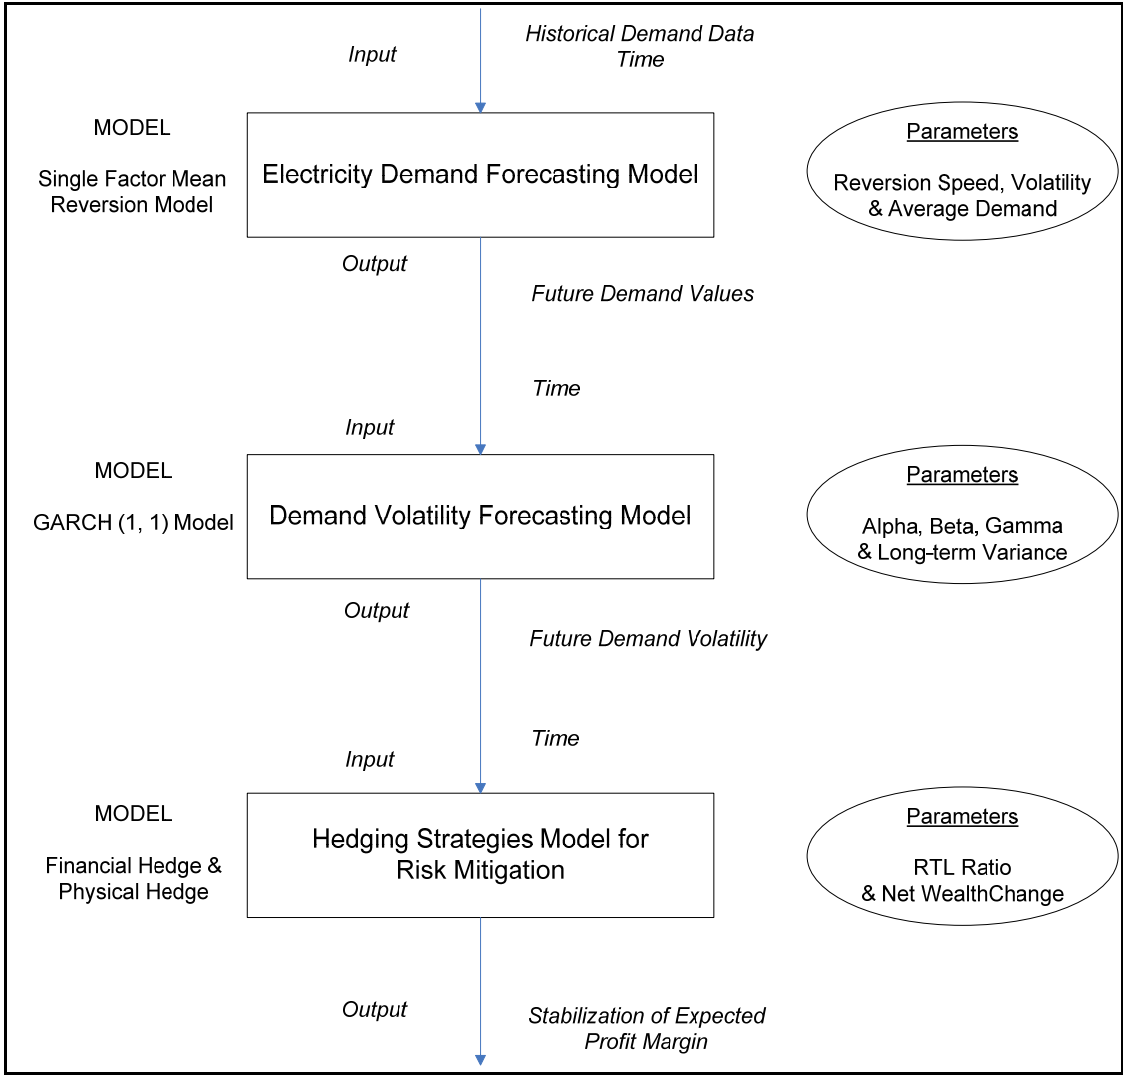 Historical Demand Data
Time
Input
MODEL
Single Factor Mean
Reversion Model
Electricity Demand Forecasting Model
Parameters
Reversion Speed, Volatility
& Average Demand
Output
Future Demand Values
Time
Input
MODEL
GARCH (1, 1) Model
Demand Volatility Forecasting Model
Parameters
Alpha, Beta, Gamma
& Long-term Variance
Output
Future Demand Volatility
Time
Input
MODEL
Financial Hedge &
Physical Hedge
Hedging Strategies Model for
Risk Mitigation
Parameters
RTL Ratio
& Net WealthChange
Output
Stabilization of Expected
Profit Margin